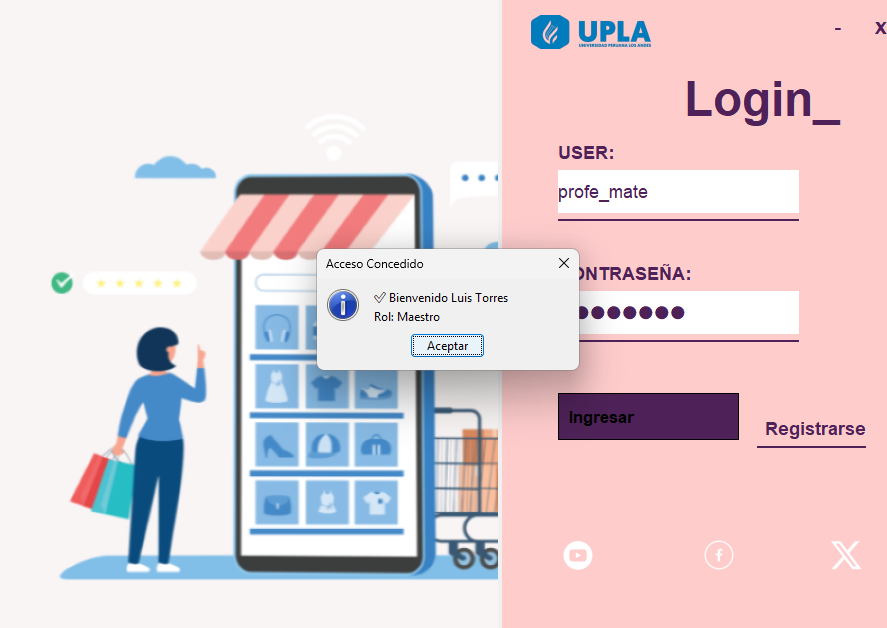 UPLA
UNIVERSIDAD PERUANA LOS ANDES
-
X
Login_
USER:
profe_mate
Acceso Concedido
Bienvenido Luis Torres
Rol: Maestro
Aceptar
ONTRASEÑA:
Ingresar
Registrarse